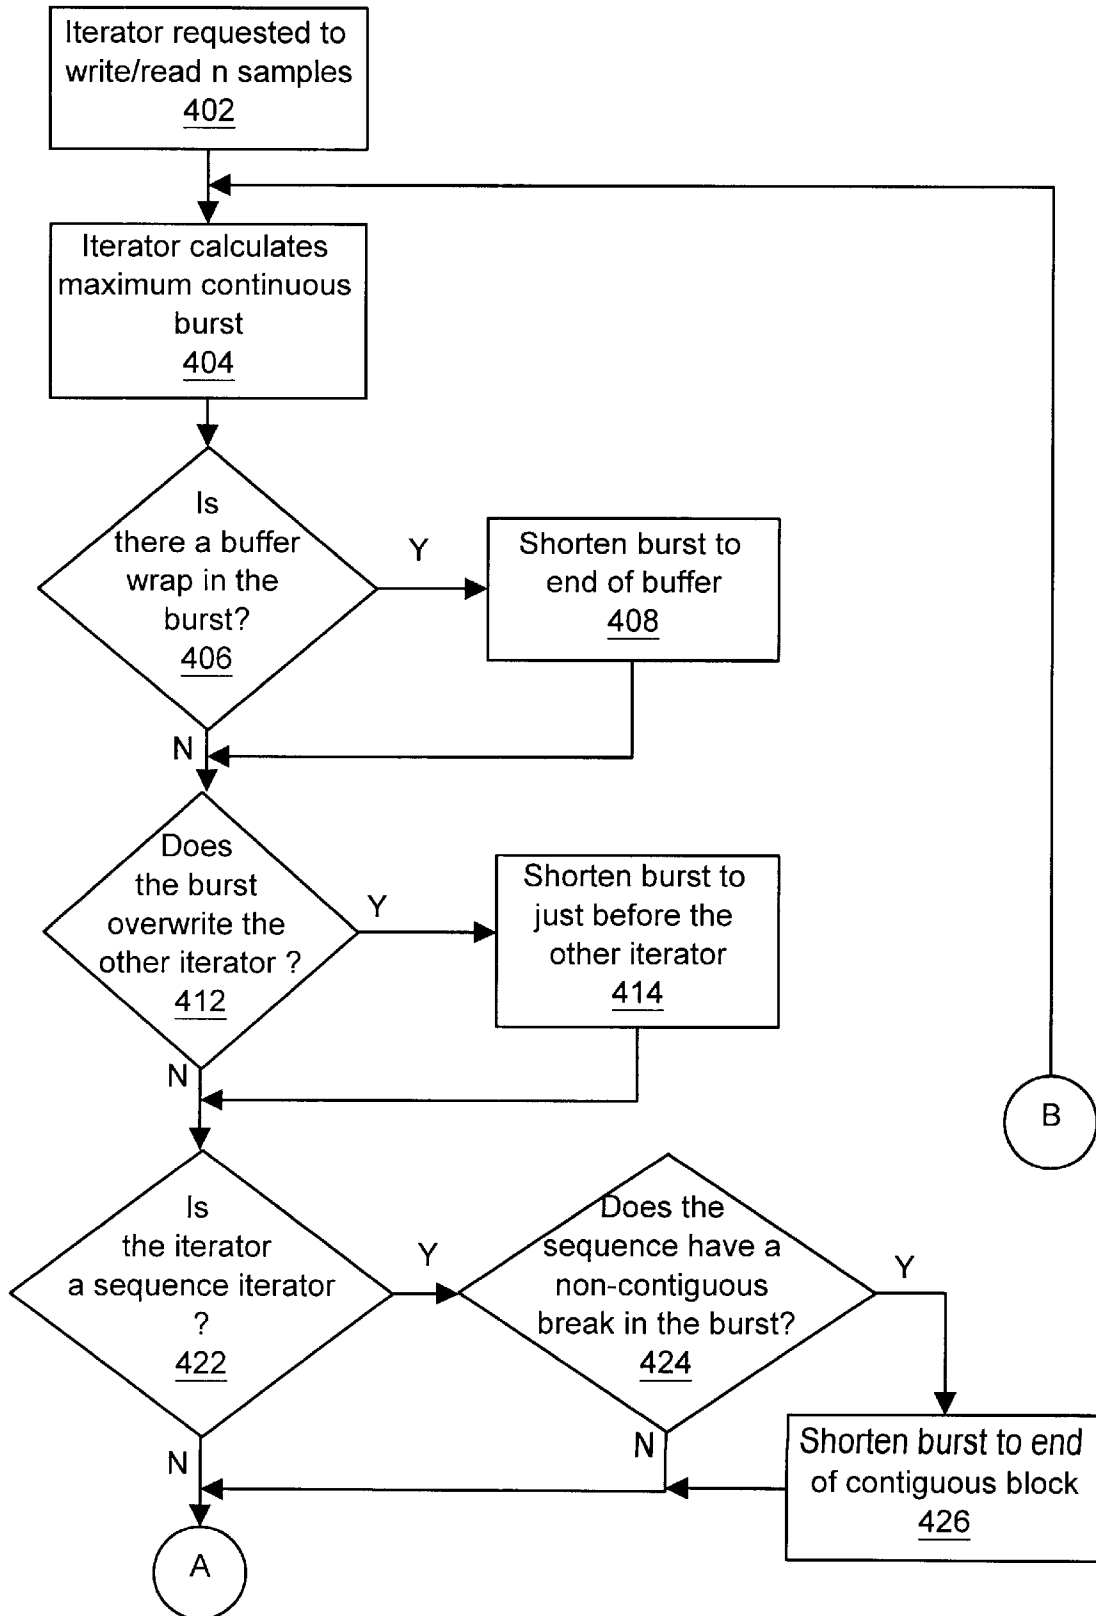 Iterator requested to
write/read n samples
402
Iterator calculates
maximum continuous
burst
404
Is
there a buffer
wrap in the
burst?
406
Y
Shorten burst to
end of buffer
408
N
Does
the burst
overwrite the
other iterator ?
412
Y
Shorten burst to
just before the
other iterator
414
N
B
Is
the iterator
a sequence iterator
?
422
Y
Does the
sequence have a
non-contiguous
break in the burst?
424
Y
N
N
Shorten burst to end
of contiguous block
426
A